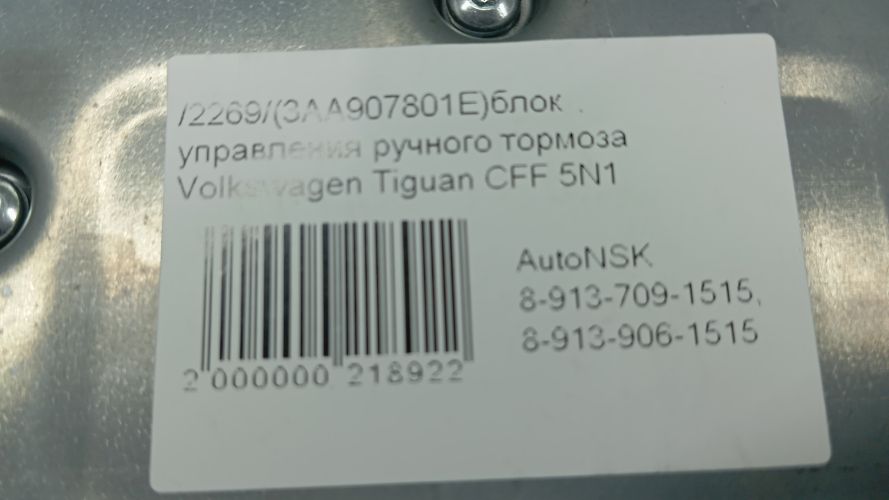 /2269/(3AA907801E)блок
управления ручного тормоза
Volkswagen Tiguan CFF 5N1
AutoNSK
8-913-709-1515,
8-913-906-1515
2 000000 218922